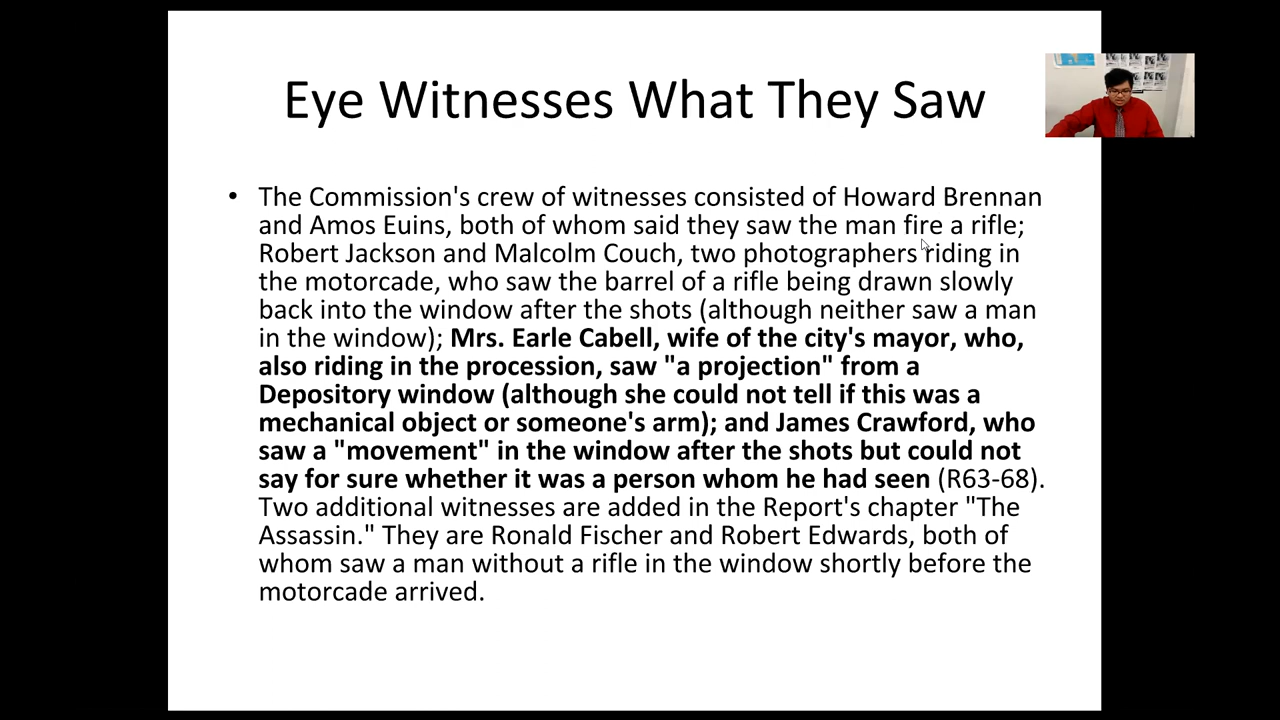 Eye Witnesses What They Saw
• The Commission's crew of witnesses consisted of Howard Brennan
and Amos Euins, both of whom said they saw the man fire a rifle;
Robert Jackson and Malcolm Couch, two photographers riding in
the motorcade, who saw the barrel of a rifle being drawn slowly
back into the window after the shots (although neither saw a man
in the window); Mrs. Earle Cabell, wife of the city's mayor, who,
also riding in the procession, saw "a projection" from a
Depository window (although she could not tell if this was a
mechanical object or someone's arm); and James Crawford, who
saw a "movement" in the window after the shots but could not
say for sure whether it was a person whom he had seen (R63-68).
Two additional witnesses are added in the Report's chapter "The
Assassin." They are Ronald Fischer and Robert Edwards, both of
whom saw a man without a rifle in the window shortly before the
motorcade arrived.